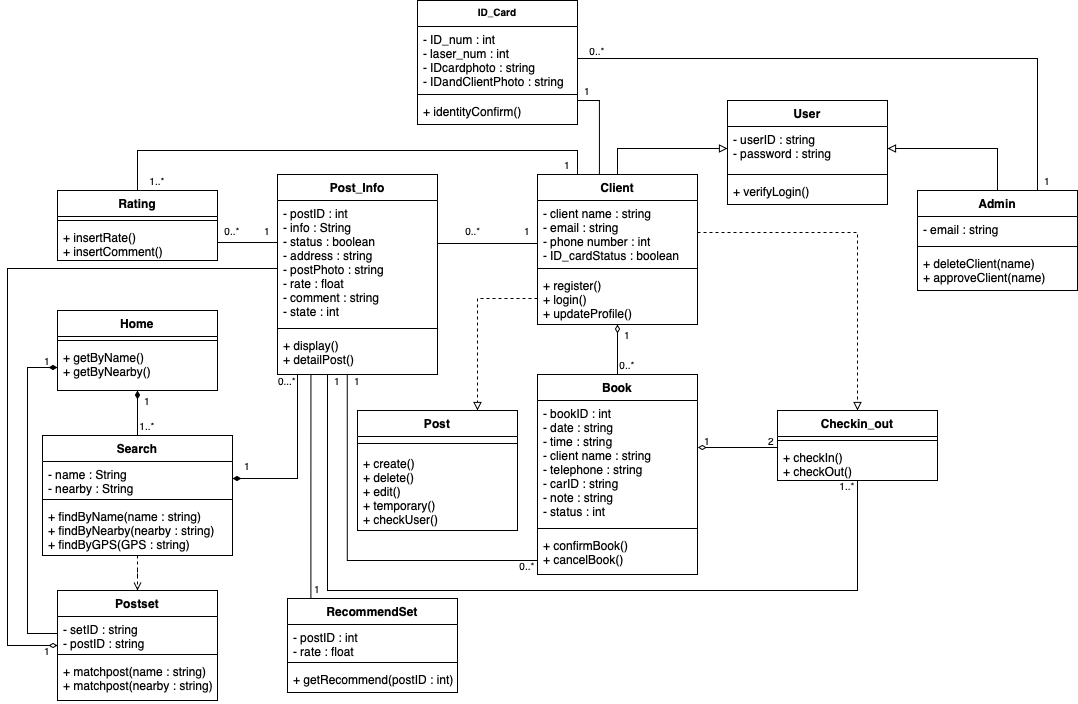 ID_Card
- ID_num : int
- laser_num : int
- IDcardphoto : string
- IDandClientPhoto : string
+ identityConfirm()
0..*
1
User
- userID : string
- password : string
+ verifyLogin()
1..*
1
1
Rating
+ insertRate()
+ insertComment()
0..*
1
Post_Info
- postID : int
- info : String
- status : boolean
- address : string
- postPhoto : string
- rate : float
- comment : string
- state : int
+ display()
+ detailPost()
0..*
1
Client
- client name : string
- email : string
- phone number : int
- ID_cardStatus : boolean
+ register()
+ login()
+ updateProfile()
Admin
- email : string
+ deleteClient(name)
+ approveClient(name)
Home
+ getByName()
+ getByNearby()
1
1
1..*
0...*
1
1
1
0..*
Search
- name : String
- nearby : String
+ findByName(name : string)
+ findByNearby(nearby : string)
+ findByGPS(GPS : string)
1
Post
+ create()
+ delete()
+ edit()
+ temporary()
+ checkUser()
Book
- bookID : int
- date : string
- time : string
- client name : string
- telephone : string
- carID : string
- note : string
- status : int
+ confirmBook()
+ cancelBook()
1
2
Checkin_out
+ checkIn()
+ checkOut()
1..*
0..*
Postset
- setID : string
- postID : string
+ matchpost(name : string)
+ matchpost(nearby : string)
1
1
RecommendSet
- postID : int
- rate : float
+ getRecommend(postID : int)